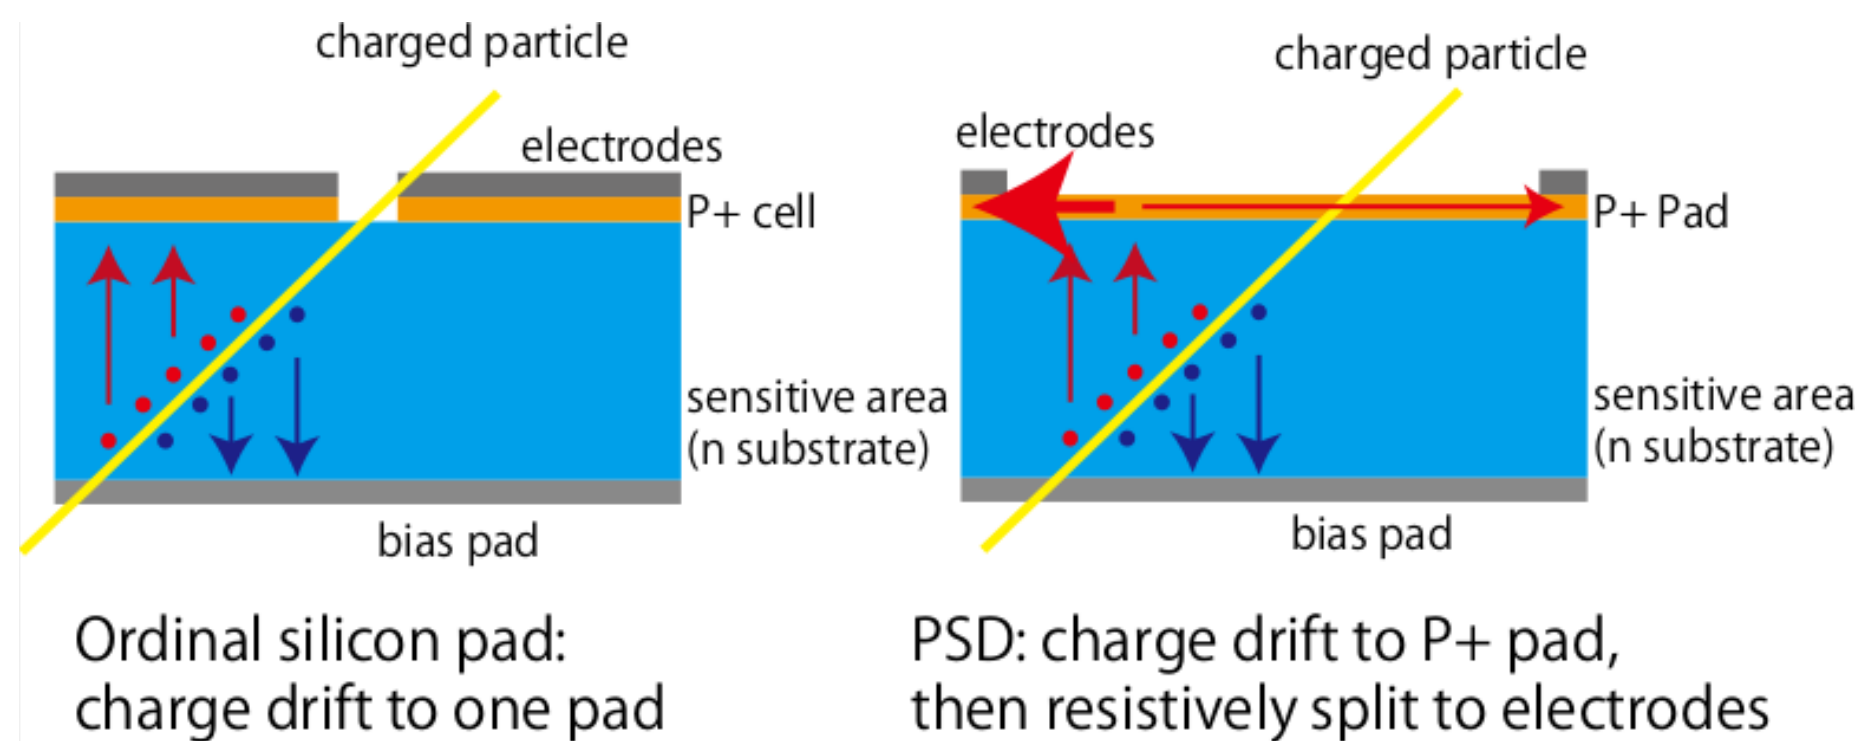 charged particle
electrodes
P+ cell
sensitive area
(n substrate)
bias pad
Ordinal silicon pad:
charge drift to one pad
charged particle
electrodes
P+ Pad
sensitive area
(n substrate)
bias pad
PSD: charge drift to P+ pad,
then resistively split to electrodes